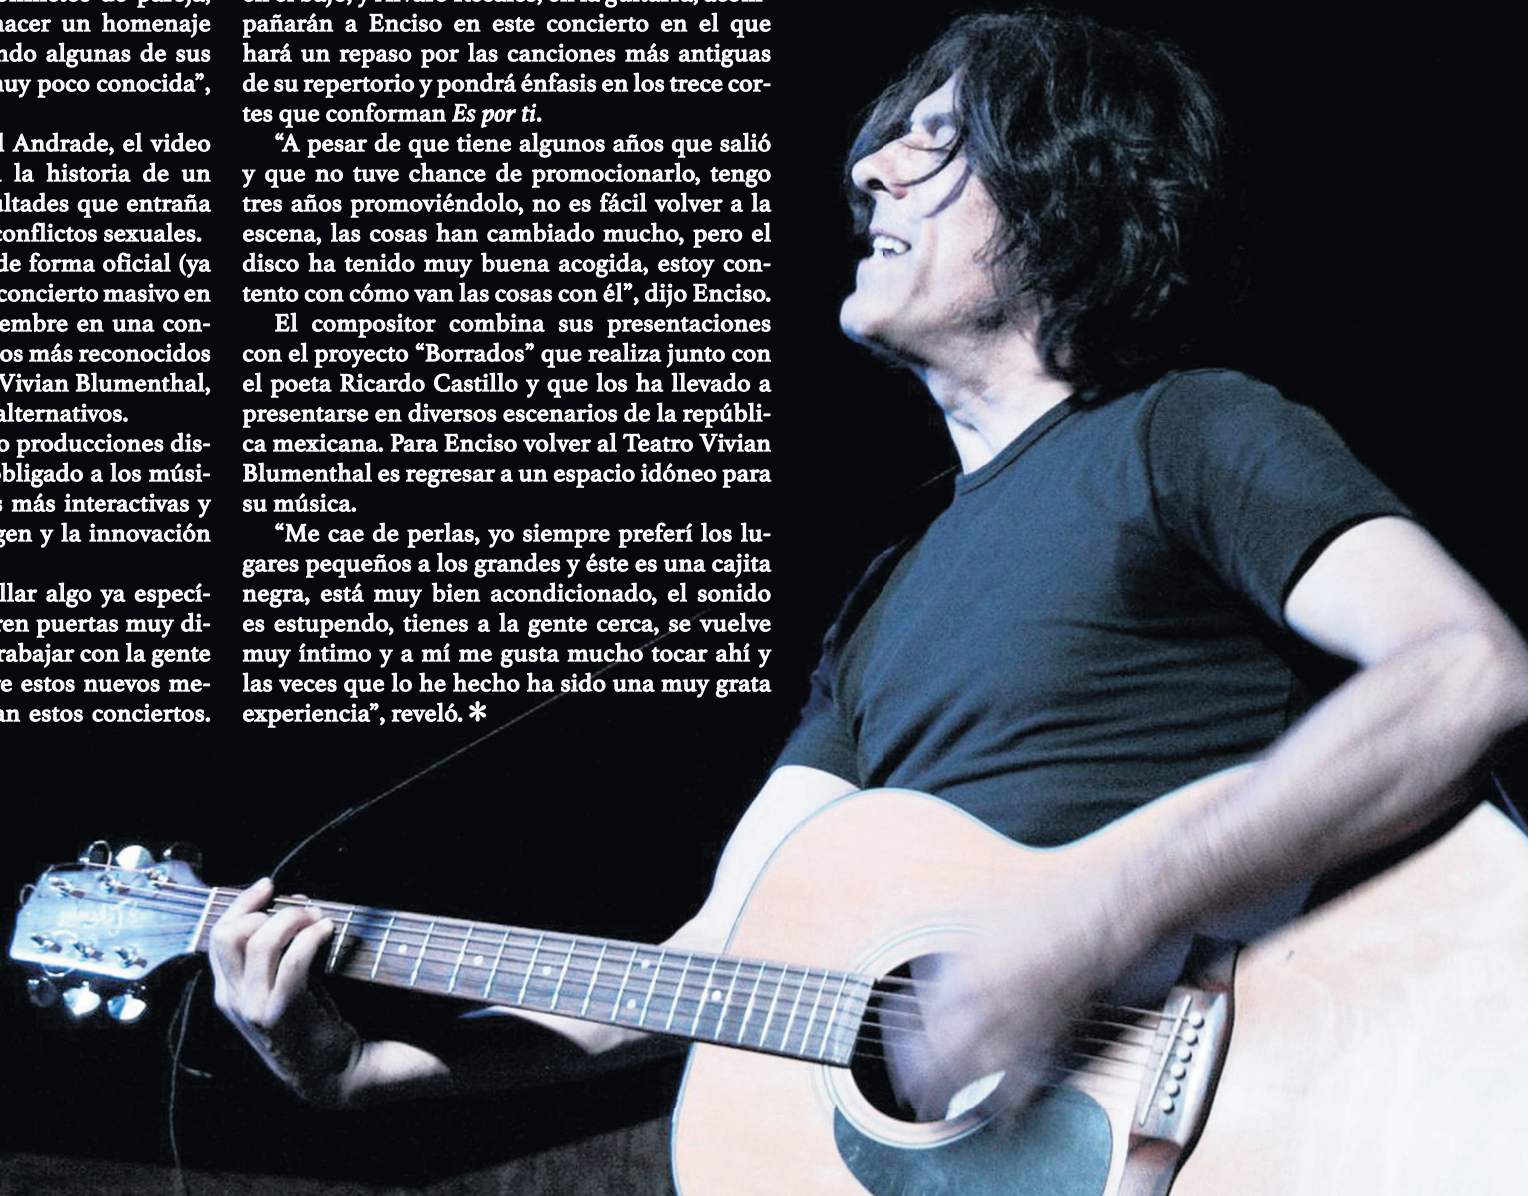 hacer un homenaje
algunas de sus
muy poco conocida”,
Andrade, el video
la historia de un
que entraña
conflictos sexuales.
de forma oficial (ya
concierto masivo en
en una con-
más reconocidos
Vivian Blumenthal,
alternativos.
producciones dis-
obligado a los músi-
más interactivas y
y la innovación
algo ya especí-
puertas muy di-
trabajar con la gente
estos nuevos me-
estos conciertos.
pañarán a Enciso en este concierto en el que
hará un repaso por las canciones más antiguas
de su repertorio y pondrá énfasis en los trece cor-
tes que conforman Es por ti.
“A pesar de que tiene algunos años que salió
y que no tuve chance de promocionarlo, tengo
tres años promoviéndolo, no es fácil volver a la
escena, las cosas han cambiado mucho, pero el
disco ha tenido muy buena acogida, estoy con-
tento con cómo van las cosas con él”, dijo Enciso.
El compositor combina sus presentaciones
con el proyecto “Borrados” que realiza junto con
el poeta Ricardo Castillo y que los ha llevado a
presentarse en diversos escenarios de la repúbli-
ca mexicana. Para Enciso volver al Teatro Vivian
Blumenthal es regresar a un espacio idóneo para
su música.
“Me cae de perlas, yo siempre preferí los lu-
gares pequeños a los grandes y éste es una cajita
negra, está muy bien acondicionado, el sonido
es estupendo, tienes a la gente cerca, se vuelve
muy íntimo y a mí me gusta mucho tocar ahí y
las veces que lo he hecho ha sido una muy grata
experiencia”, reveló. *